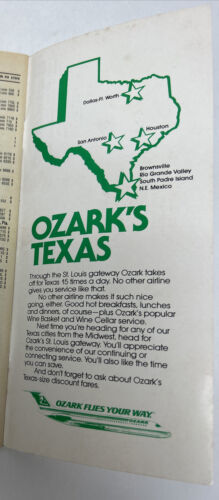 Dallas-Ft. Worth
Houston
San Antonio
Brownsville
Rio Grande Valley
South Padre Island
N.E. Mexico
OZARK'S
TEXAS
Through the St. Louis gateway Ozark takes
off for Texas 15 times a day. No other airline
gives you service like that.
No other airline makes if such nice
going, either. Good hot breakfasts, lunches
and dinners, of course—plus Ozark's popular
Wine Basket and Wine Cellar service.
Next time you're heading for any of our
Texas cities from the Midwest, head for
Ozark's St. Louis gateway. You'll appreciate
the convenience of our continuing or
connecting service. You'll also like the time
you can save.
And don't forget to ask about Ozark's
Texas-size discount fares.
OZARK FLIES YOUR WAY.
OZARK